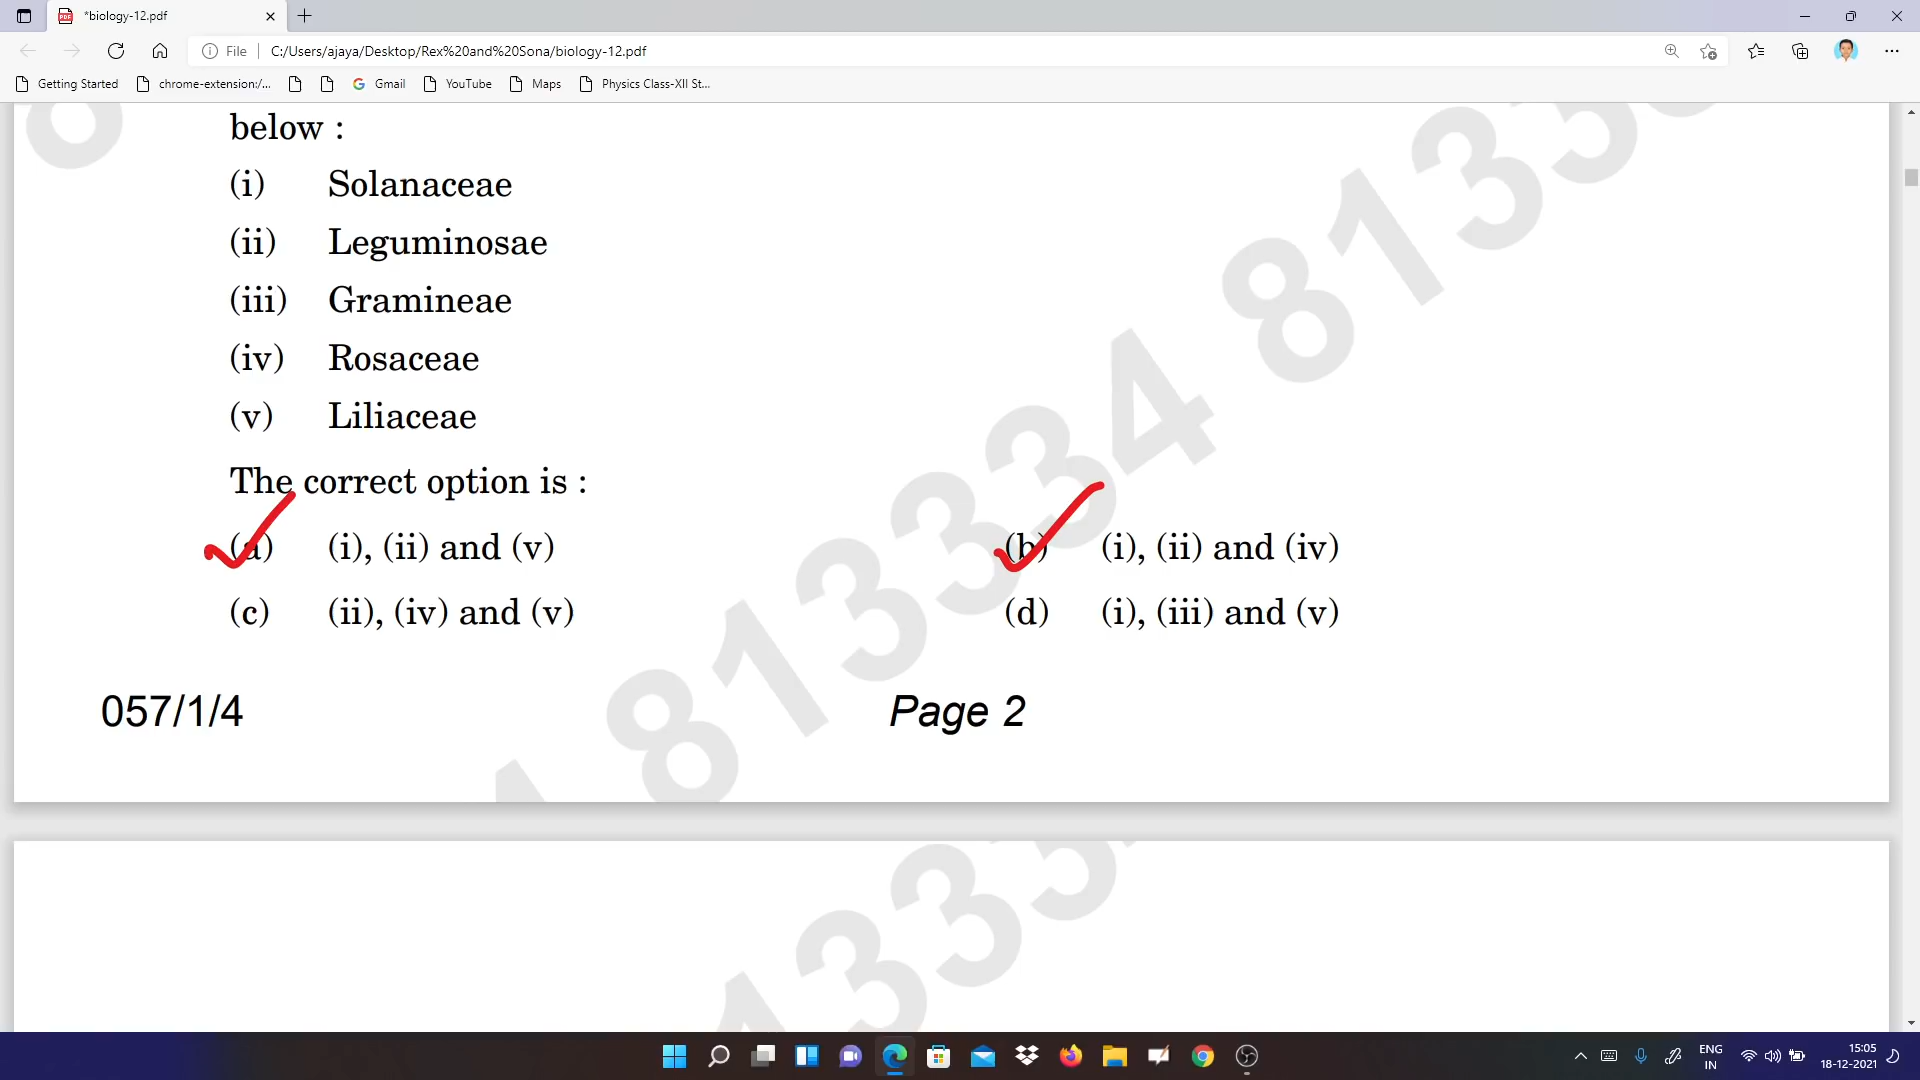 *biology-12.pdf
File C:/Users/ajaya/Desktop/Rex%20and%20Sona/biology-12.pdf
Getting Started chrome-extension:/... Gmail YouTube Maps Physics Class-XII St...
below :
(i) Solanaceae
(ii) Leguminosae
(iii) Gramineae
(iv) Rosaceae
(v) Liliaceae
The correct option is :
(a) (i), (ii) and (v) (b) (i), (ii) and (iv)
(c) (ii), (iv) and (v) (d) (i), (iii) and (v)
057/1/4 Page 2
81334
ENG 15:05
IN 18-12-2021